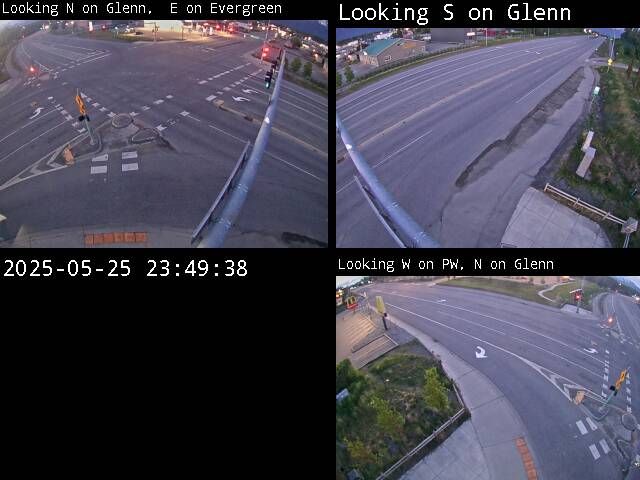 Looking N on Glenn,  E on Evergreen
Looking S on Glenn
2025-05-25 23:49:38
Looking W on PW, N on Glenn